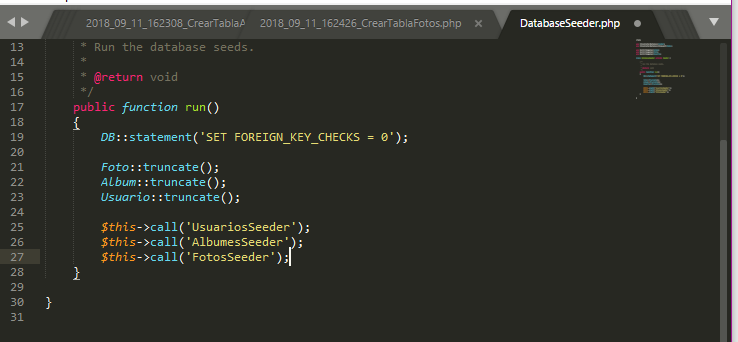 2018_09_11_162308_CrearTablaA
2018_09_11_162426_CrearTablaFotos.php ×
DatabaseSeeder.php
13 * Run the database seeds.
14 *
15 * @return void
16 */
17 public function run()
18 {
19 DB::statement('SET FOREIGN_KEY_CHECKS = 0');
20
21 Foto::truncate();
22 Album::truncate();
23 Usuario::truncate();
24
25 $this->call('UsuariosSeeder');
26 $this->call('AlbumesSeeder');
27 $this->call('FotosSeeder');
28 }
29
30 }
31